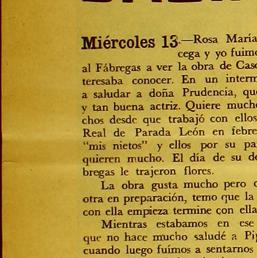 Miércoles 13.—Rosa María
cega y yo fuimo
al Fábregas a ver la obra de Caso
teresaba conocer. En un interm
a saludar a doña Prudencia, que
y tan buena actriz. Quiere mucho
chos desde que trabajó con ellos
Real de Parada León en febre
"mis nietos" y ellos por su pa
quieren mucho. El día de su de
bregas le trajeron flores.
La obra gusta mucho pero c
otra en preparación, temo que la
con ella empieza termine con ella
Mientras estabamos en ese
que no hace mucho saludé a Pip
cuando luego fuimos a sentarnos